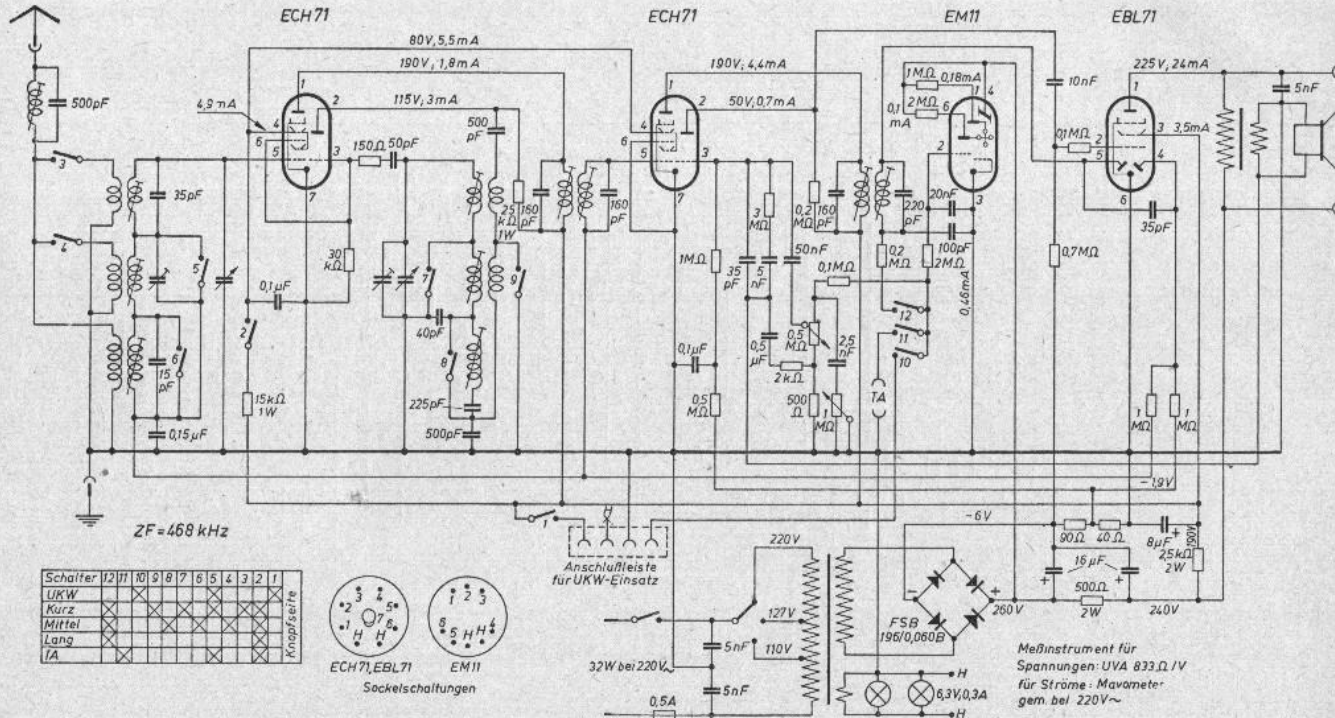 ECH71
ECH71
EM11
EBL71
80V, 5,5mA
190V; 1,8mA
115V; 3mA
4,9mA
190V; 4,4mA
50V; 0,7mA
225V; 24mA
3,5mA
1MΩ
0,18mA
2MΩ
0,1
mA
500pF
35pF
15
pF
0,15µF
0,1µF
15kΩ
1W
150Ω
50pF
30
kΩ
40pF
225pF
500pF
500
pF
25
kΩ
1W
160
pF
160
pF
1MΩ
0,1µF
0,5
MΩ
35
pF
3
MΩ
5
nF
0,5
µF
50nF
2kΩ
0,2
MΩ
160
pF
0,1MΩ
0,5
MΩ
2,5
nF
500
Ω
1
MΩ
220
pF
0,2
MΩ
20nF
100pF
2MΩ
0,46mA
12
11
10
TA
10nF
0,1MΩ
0,7MΩ
35pF
5nF
1
MΩ
1
MΩ
-1,9V
-6V
90Ω
40Ω
8µF
190V
2,5kΩ
2W
16µF
500Ω
2W
260V
240V
ZF=468 kHz
Schalter 12 11 10 9 8 7 6 5 4 3 2 1
UKW
Kurz
Mittel
Lang
TA
Knopfseite
ECH71, EBL71
EM11
Sockelschaltungen
H
Anschlußleiste
für UKW-Einsatz
220V
127V
110V
5nF
5nF
32W bei 220V~
0,5A
FSB
196/0,060B
H
6,3V, 0,3A
H
Meßinstrument für
Spannungen: UVA 833Ω/V
für Ströme: Mavometer
gem. bei 220V~